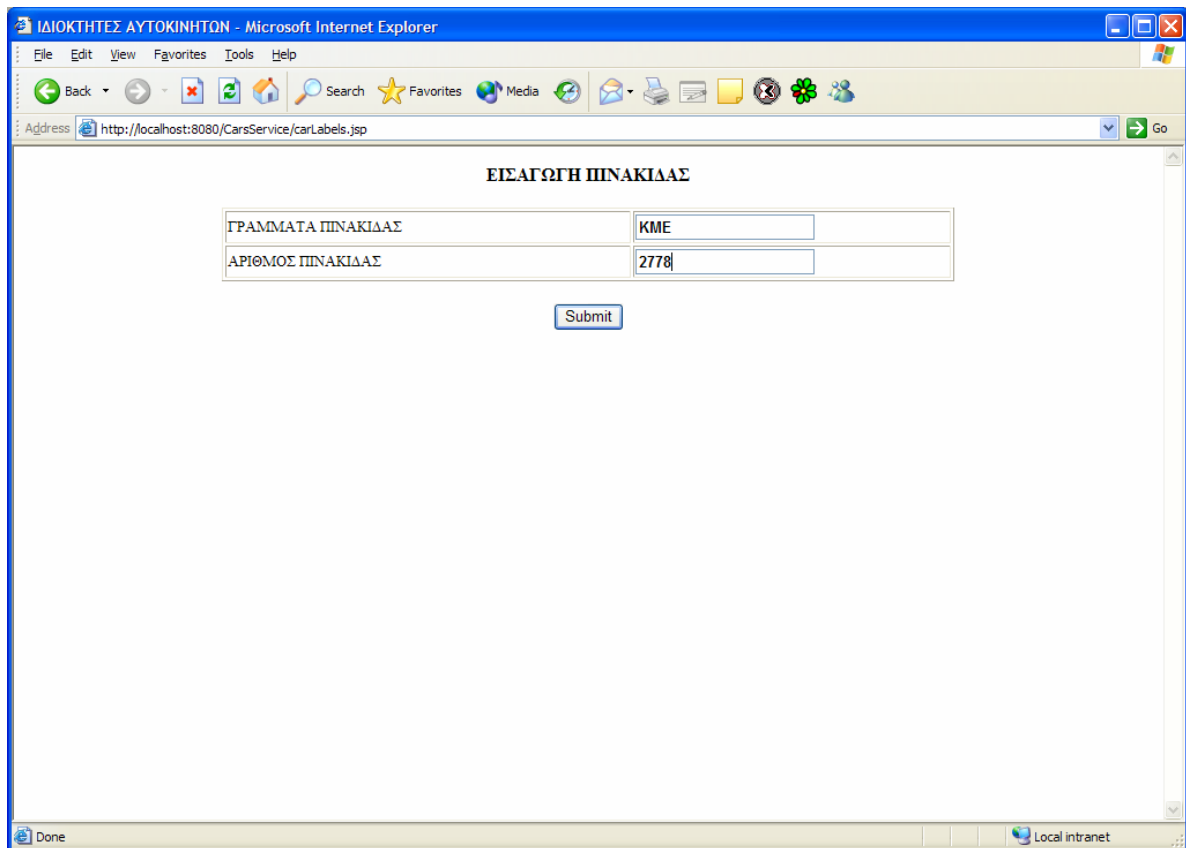 ΙΔΙΟΚΤΗΤΕΣ ΑΥΤΟΚΙΝΗΤΩΝ - Microsoft Internet Explorer
File Edit View Favorites Tools Help
Back Search Favorites Media
Address http://localhost:8080/CarsService/carLabels.jsp Go
ΕΙΣΑΓΩΓΗ ΠΙΝΑΚΙΔΑΣ
ΓΡΑΜΜΑΤΑ ΠΙΝΑΚΙΔΑΣ KME
ΑΡΙΘΜΟΣ ΠΙΝΑΚΙΔΑΣ 2778
Submit
Done Local intranet